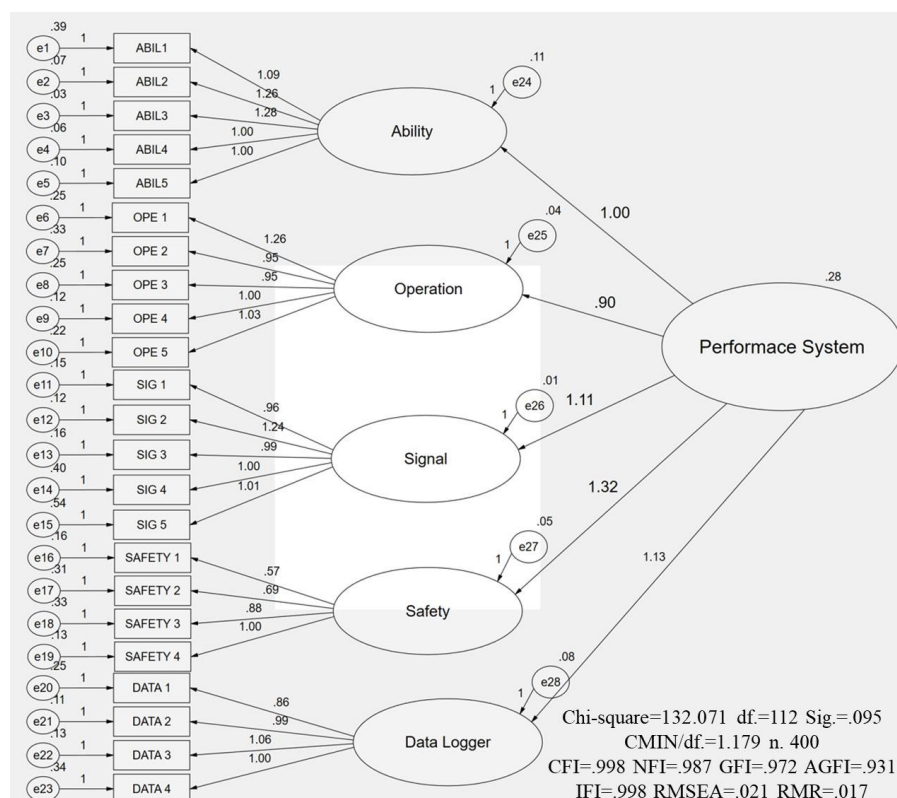 .39
e1 1 ABIL1
.07
e2 1 ABIL2
.03
e3 1 ABIL3
.06
e4 1 ABIL4
.10
e5 1 ABIL5
1.09
1.26
1.28
1.00
1.00
Ability
1
e24
.11
.25
e6 1 OPE 1
.33
e7 1 OPE 2
.25
e8 1 OPE 3
.12
e9 1 OPE 4
.22
e10 1 OPE 5
1.26
.95
.95
1.00
1.03
Operation
1
e25
.04
.15
e11 1 SIG 1
.12
e12 1 SIG 2
.16
e13 1 SIG 3
.40
e14 1 SIG 4
.54
e15 1 SIG 5
.96
1.24
.99
1.00
1.01
Signal
1
e26
.01
.16
e16 1 SAFETY 1
.31
e17 1 SAFETY 2
.33
e18 1 SAFETY 3
.13
e19 1 SAFETY 4
.57
.69
.88
1.00
Safety
1
e27
.05
.25
e20 1 DATA 1
.11
e21 1 DATA 2
.13
e22 1 DATA 3
.34
e23 1 DATA 4
.86
.99
1.06
1.00
Data Logger
1
e28
.08
1.00
.90
1.11
1.32
1.13
.28
Performace System
Chi-square=132.071 df.=112 Sig.=.095
CMIN/df.=1.179 n. 400
CFI=.998 NFI=.987 GFI=.972 AGFI=.931
IFI=.998 RMSEA=.021 RMR=.017